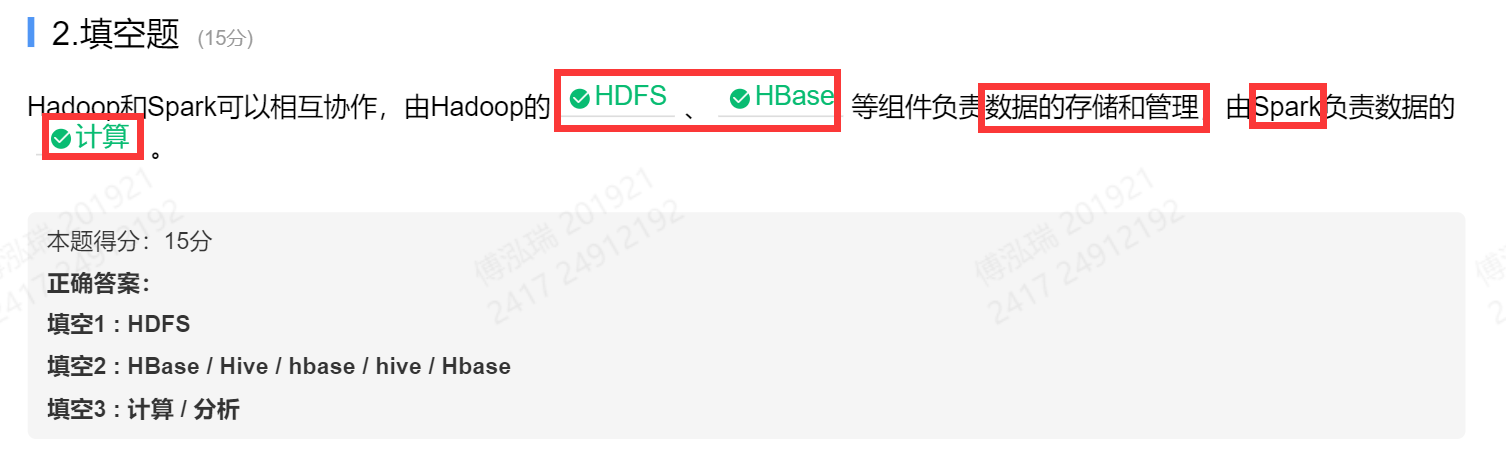 2.填空题 (15分)
Hadoop和Spark可以相互协作，由Hadoop的 HDFS 、 HBase 等组件负责数据的存储和管理 由Spark负责数据的
计算 。
本题得分：15分
正确答案：
填空1 : HDFS
填空2 : HBase / Hive / hbase / hive / Hbase
填空3 : 计算 / 分析
傅泓瑞 201921
2417 24912192
傅泓瑞 201921
2417 24912192
傅泓瑞 201921
2417 24912192